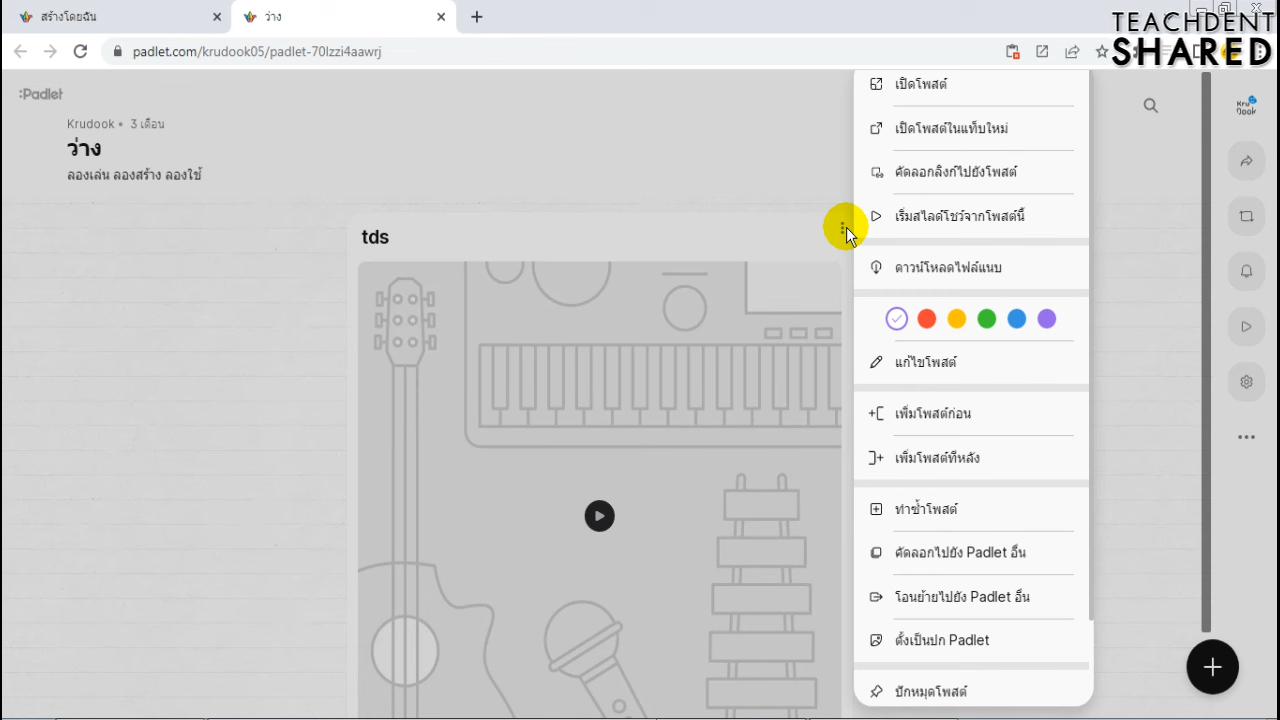 สร้างโดยฉัน
ว่าง
TEACHDENT
SHARED
padlet.com/krudook05/padlet-70lzzi4aawrj
:Padlet
Krudook • 3 เดือน
ว่าง
ลองเล่น ลองสร้าง ลองใช้
Kru
Dook
tds
เปิดโพสต์
เปิดโพสต์ในแท็บใหม่
คัดลอกลิงก์ไปยังโพสต์
เริ่มสไลด์โชว์จากโพสต์นี้
ดาวน์โหลดไฟล์แนบ
แก้ไขโพสต์
เพิ่มโพสต์ก่อน
เพิ่มโพสต์ทีหลัง
ทำซ้ำโพสต์
คัดลอกไปยัง Padlet อื่น
โอนย้ายไปยัง Padlet อื่น
ตั้งเป็นปก Padlet
ปักหมุดโพสต์